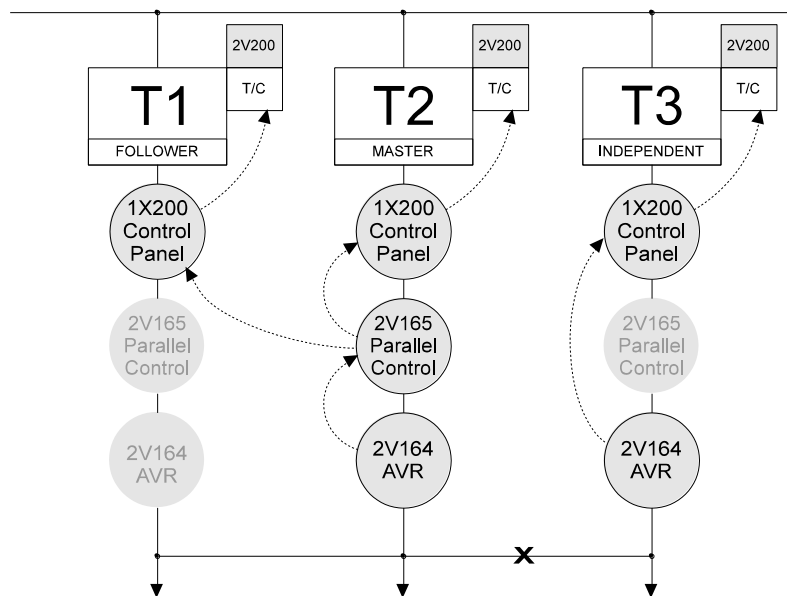 2V200
2V200
2V200
T/C
T/C
T/C
T1
T2
T3
FOLLOWER
MASTER
INDEPENDENT
1X200
Control
Panel
1X200
Control
Panel
1X200
Control
Panel
2V165
Parallel
Control
2V165
Parallel
Control
2V165
Parallel
Control
2V164
AVR
2V164
AVR
2V164
AVR
X